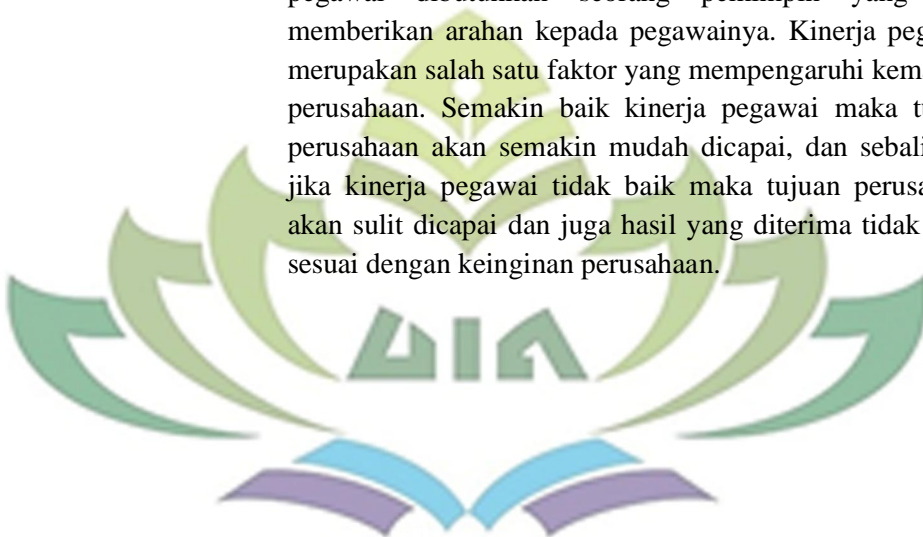 dibutuhkan seorang pemimpin yang
memberikan arahan kepada pegawainya. Kinerja peg
merupakan salah satu faktor yang mempengaruhi kem
perusahaan. Semakin baik kinerja pegawai maka tu
perusahaan akan semakin mudah dicapai, dan sebali
jika kinerja pegawai tidak baik maka tujuan perusa
akan sulit dicapai dan juga hasil yang diterima tidak
sesuai dengan keinginan perusahaan.
UIN